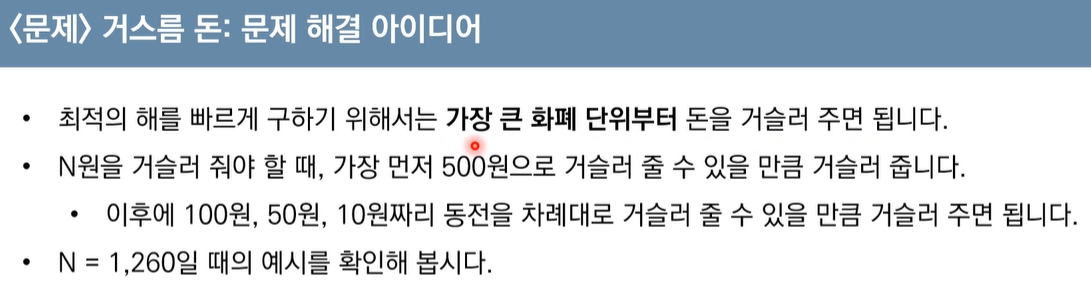 <문제> 거스름 돈: 문제 해결 아이디어
• 최적의 해를 빠르게 구하기 위해서는 가장 큰 화폐 단위부터 돈을 거슬러 주면 됩니다.
• N원을 거슬러 줘야 할 때, 가장 먼저 500원으로 거슬러 줄 수 있을 만큼 거슬러 줍니다.
• 이후에 100원, 50원, 10원짜리 동전을 차례대로 거슬러 줄 수 있을 만큼 거슬러 주면 됩니다.
• N = 1,260일 때의 예시를 확인해 봅시다.